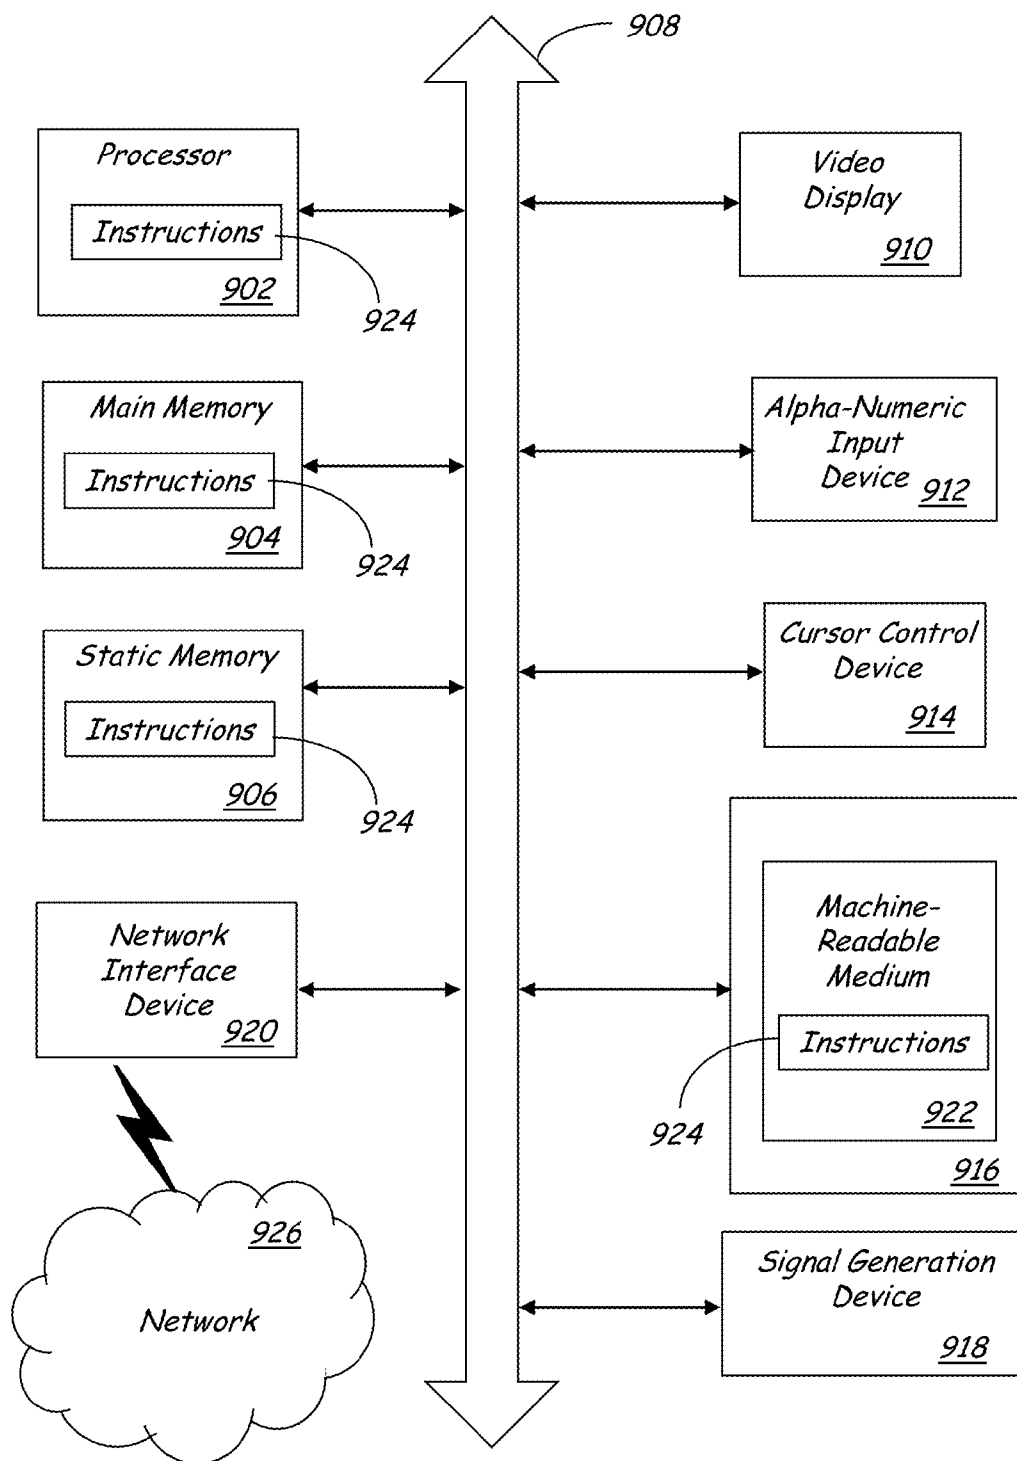 908
Processor
Instructions
902
924
Main Memory
Instructions
904
924
Static Memory
Instructions
906
924
Network
Interface
Device
920
926
Network
Video
Display
910
Alpha-Numeric
Input
Device
912
Cursor Control
Device
914
Machine-
Readable
Medium
Instructions
922
924
916
Signal Generation
Device
918